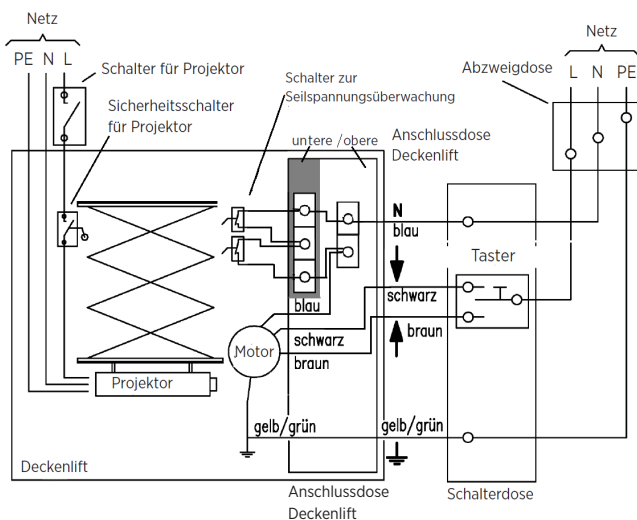 Netz
PE N L
Schalter für Projektor
Sicherheitsschalter
für Projektor
Schalter zur
Seilspannungsüberwachung
untere /obere
Anschlussdose
Deckenlift
Netz
Abzweigdose
L N PE
N
blau
Taster
schwarz
braun
blau
schwarz
braun
Motor
Projektor
gelb/grün
gelb/grün
Deckenlift
Anschlussdose
Deckenlift
Schalterdose